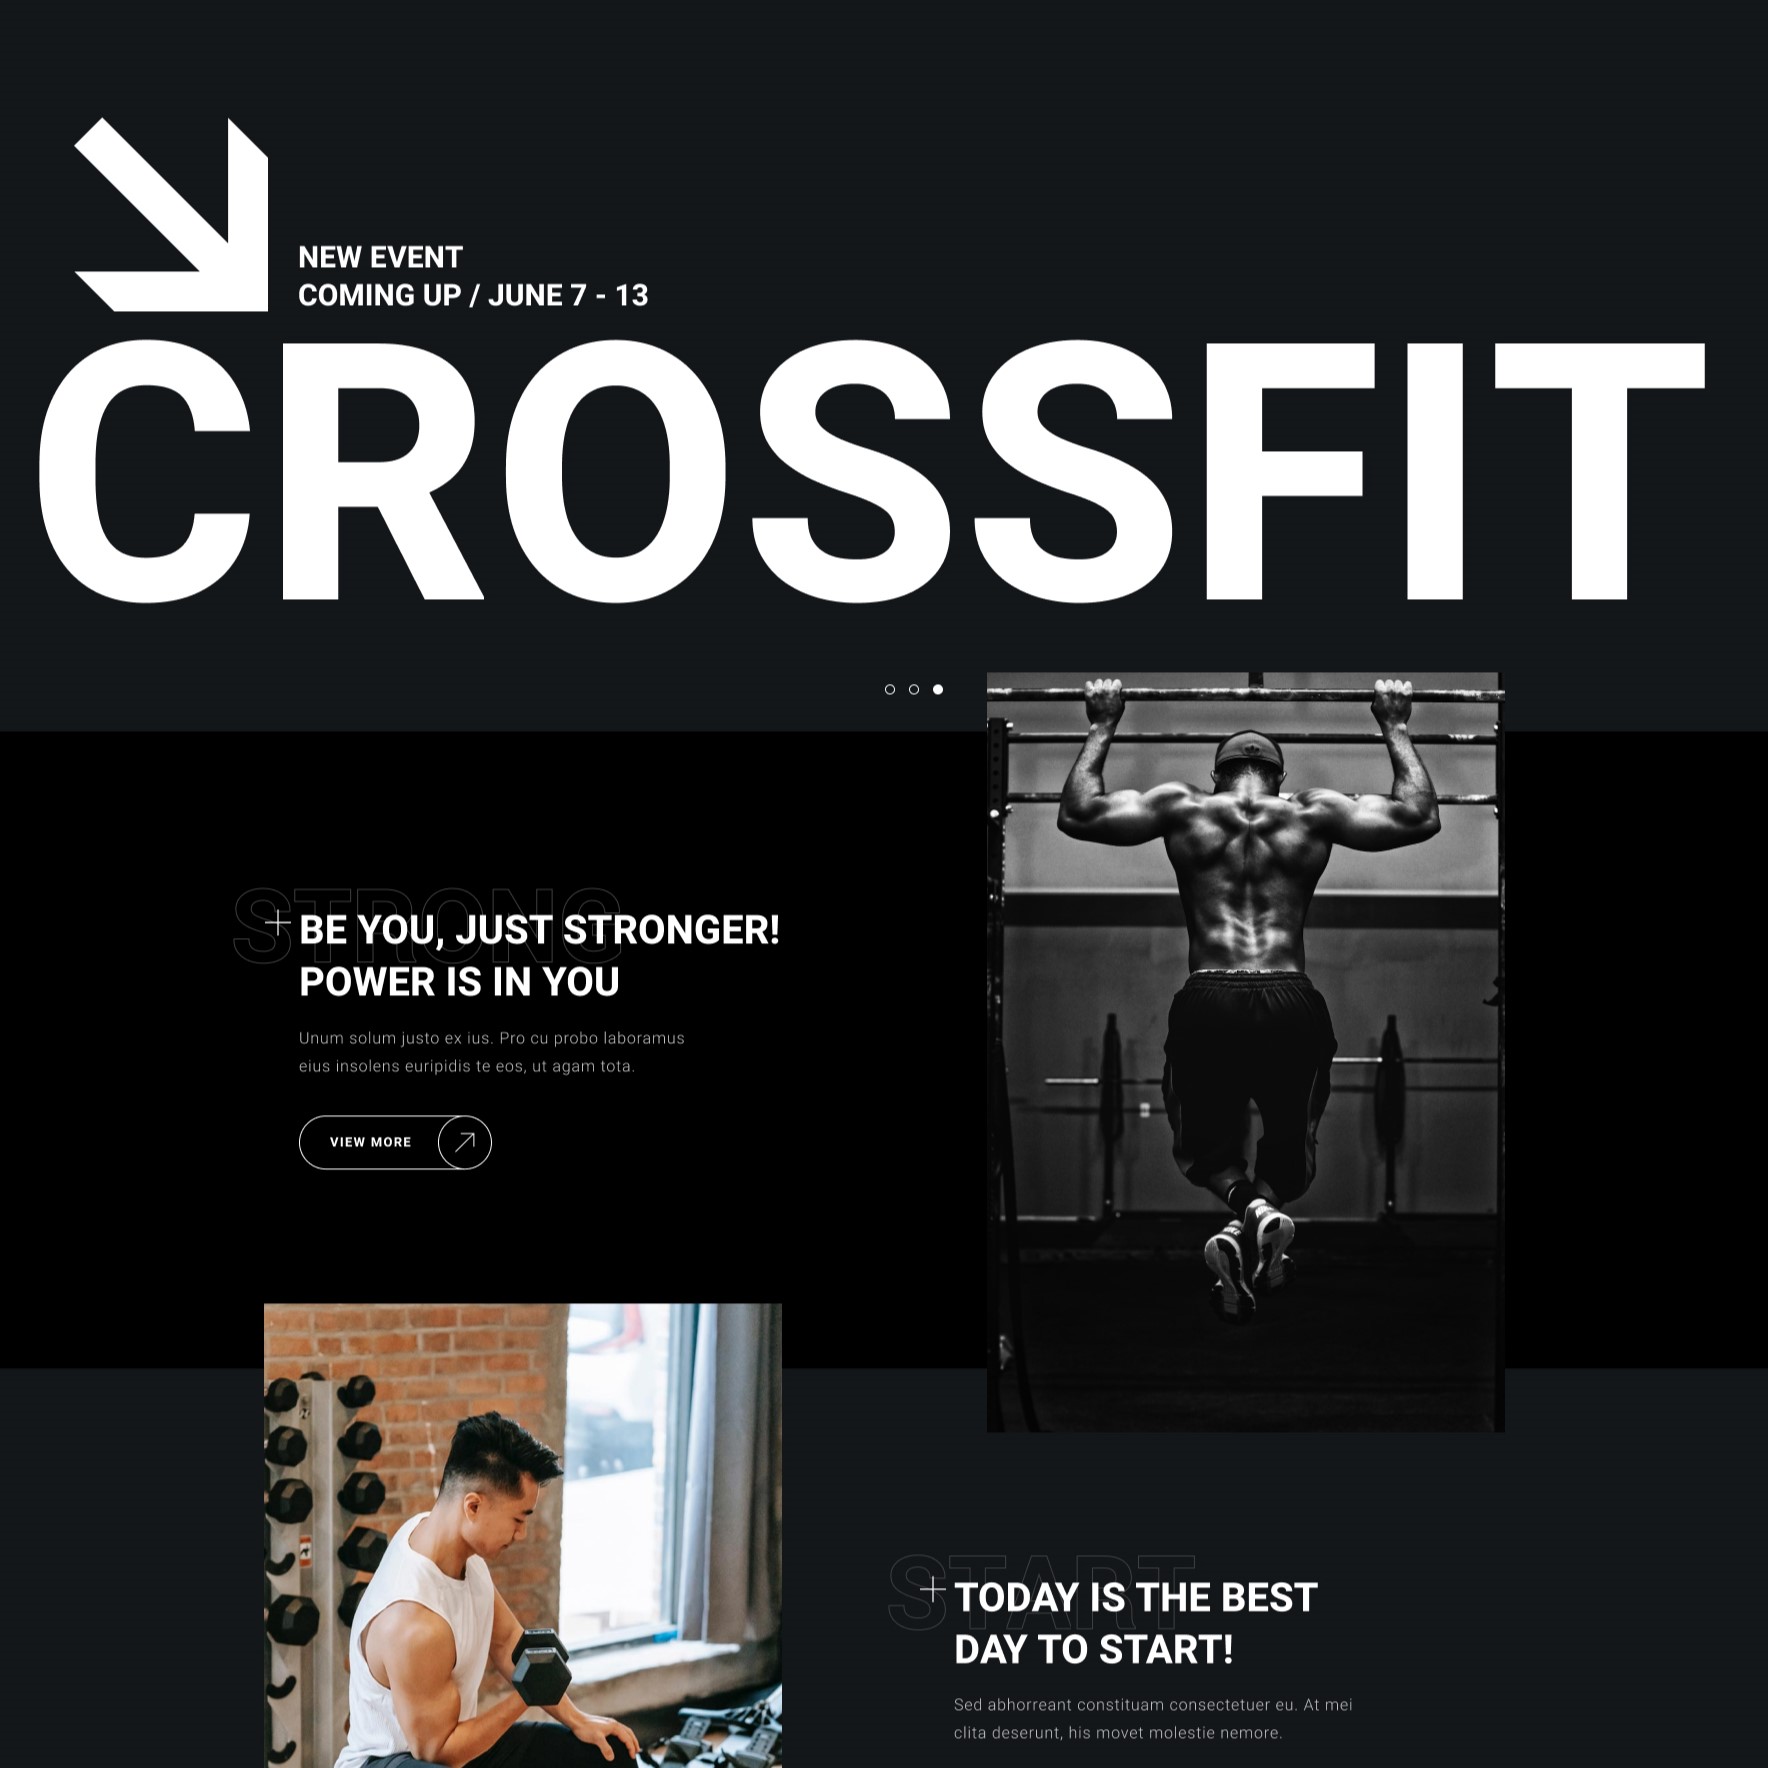 NEW EVENT
COMING UP / JUNE 7 - 13
CROSSFIT
STRONG
BE YOU, JUST STRONGER!
POWER IS IN YOU
Unum solum justo ex ius. Pro cu probo laboramus
eius insolens euripidis te eos, ut agam tota.
VIEW MORE
START
TODAY IS THE BEST
DAY TO START!
Sed abhorreant constituam consectetuer eu. At mei
clita deserunt, his movet molestie nemore.